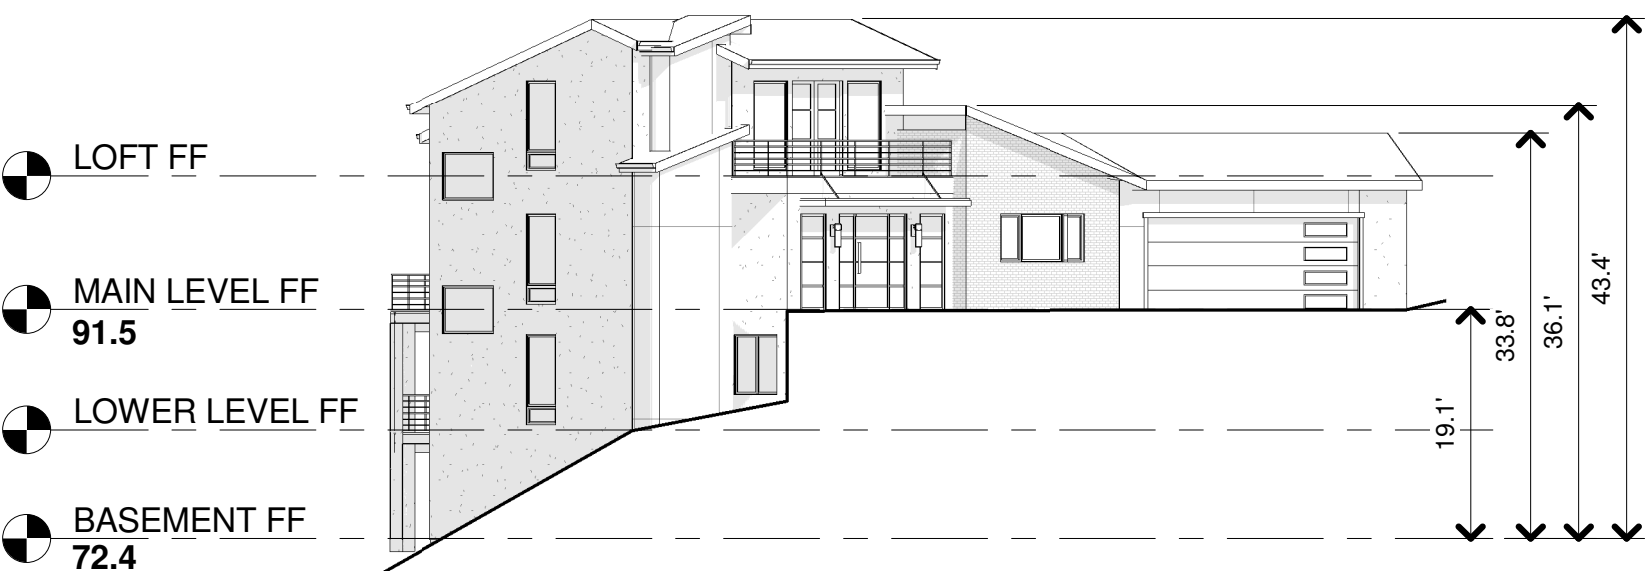 LOFT FF
MAIN LEVEL FF
91.5
LOWER LEVEL FF
BASEMENT FF
72.4
19.1'
33.8'
36.1'
43.4'